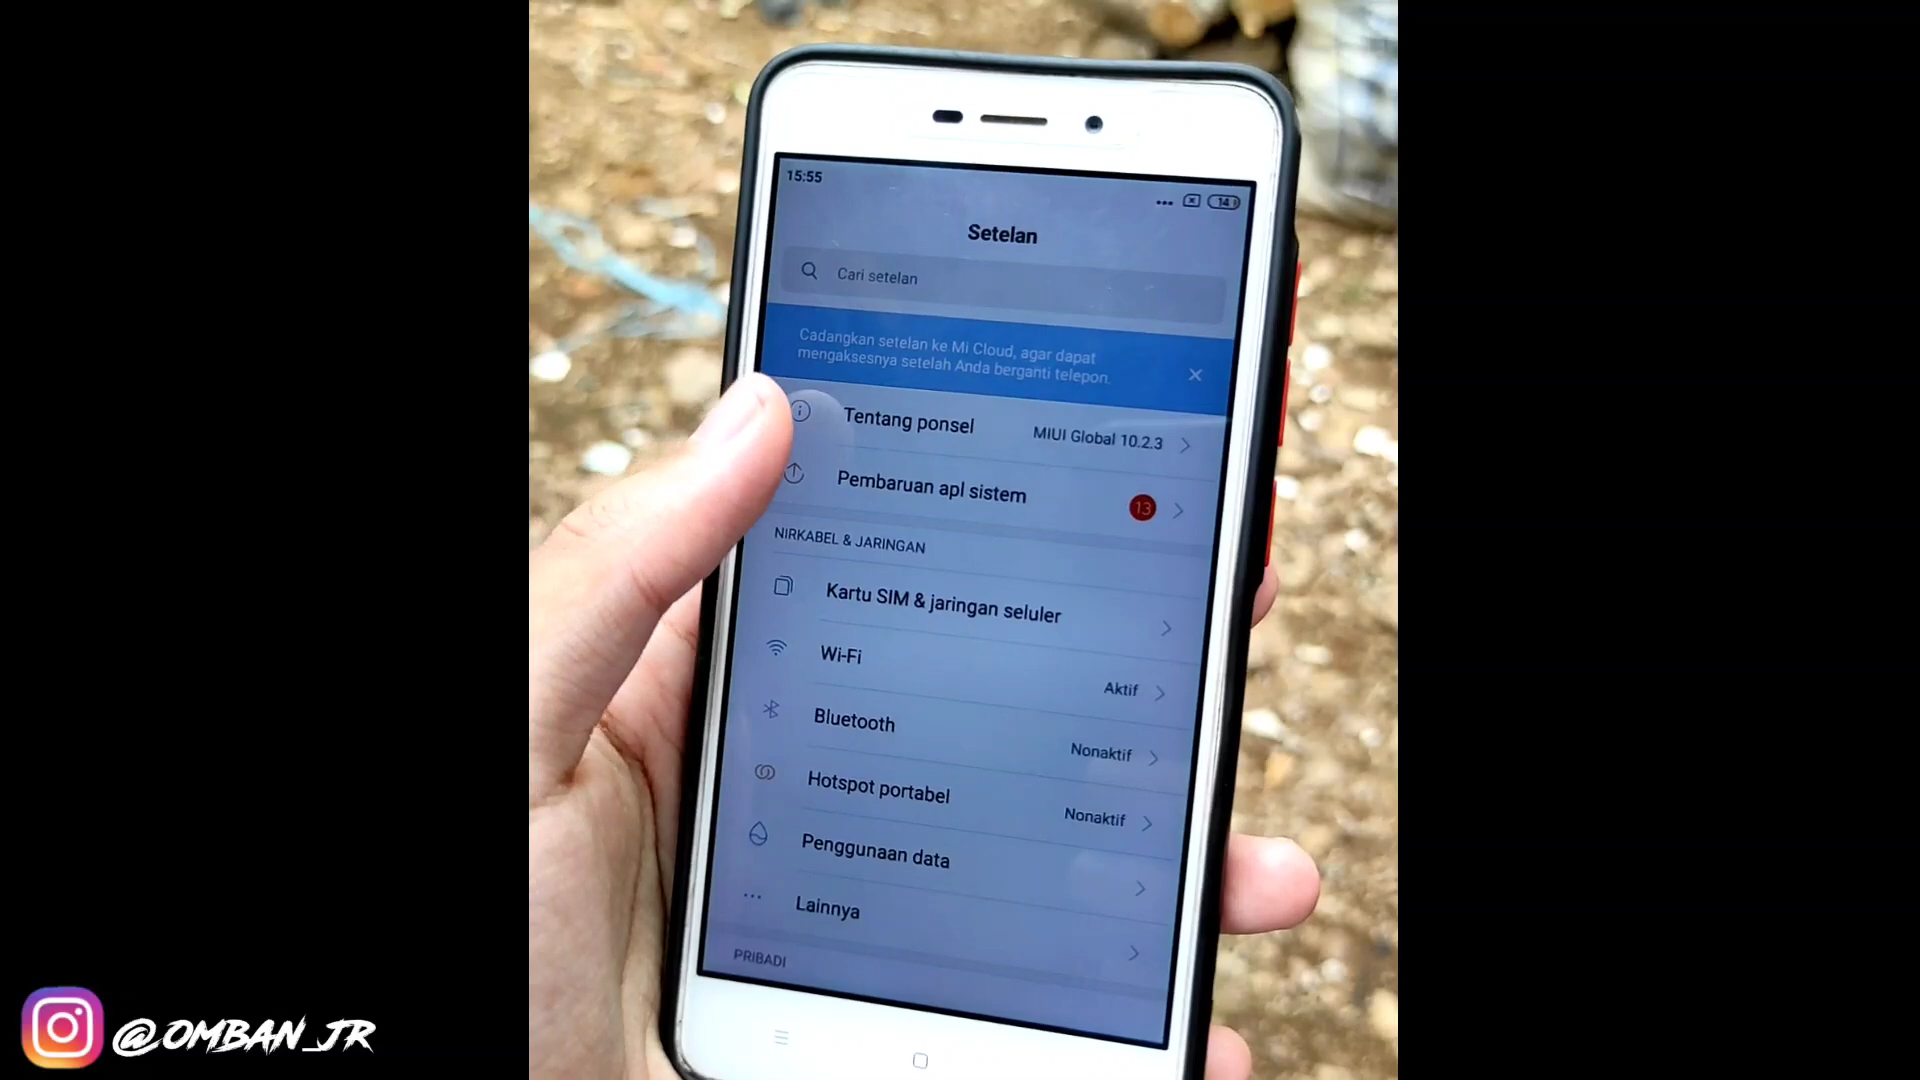 15:55
14
Setelan
Cari setelan
Cadangkan setelan ke Mi Cloud, agar dapat
mengaksesnya setelah Anda berganti telepon.
Tentang ponsel
MIUI Global 10.2.3
Pembaruan apl sistem
13
NIRKABEL & JARINGAN
Kartu SIM & jaringan seluler
Wi-Fi
Aktif
Bluetooth
Nonaktif
Hotspot portabel
Nonaktif
Penggunaan data
Lainnya
PRIBADI
@OMBAN_JR